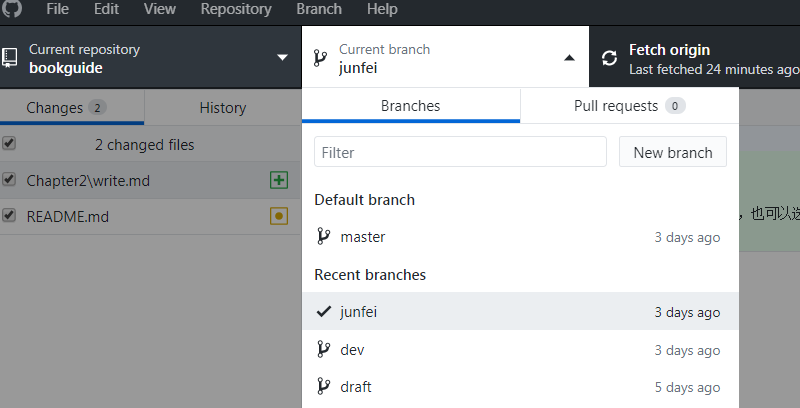 File Edit View Repository Branch Help
Current repository
bookguide
Current branch
junfei
Fetch origin
Last fetched 24 minutes ago
Changes 2
History
Branches
Pull requests 0
2 changed files
Filter
New branch
Chapter2\write.md
README.md
Default branch
master 3 days ago
Recent branches
junfei 3 days ago
dev 3 days ago
draft 5 days ago
，也可以选